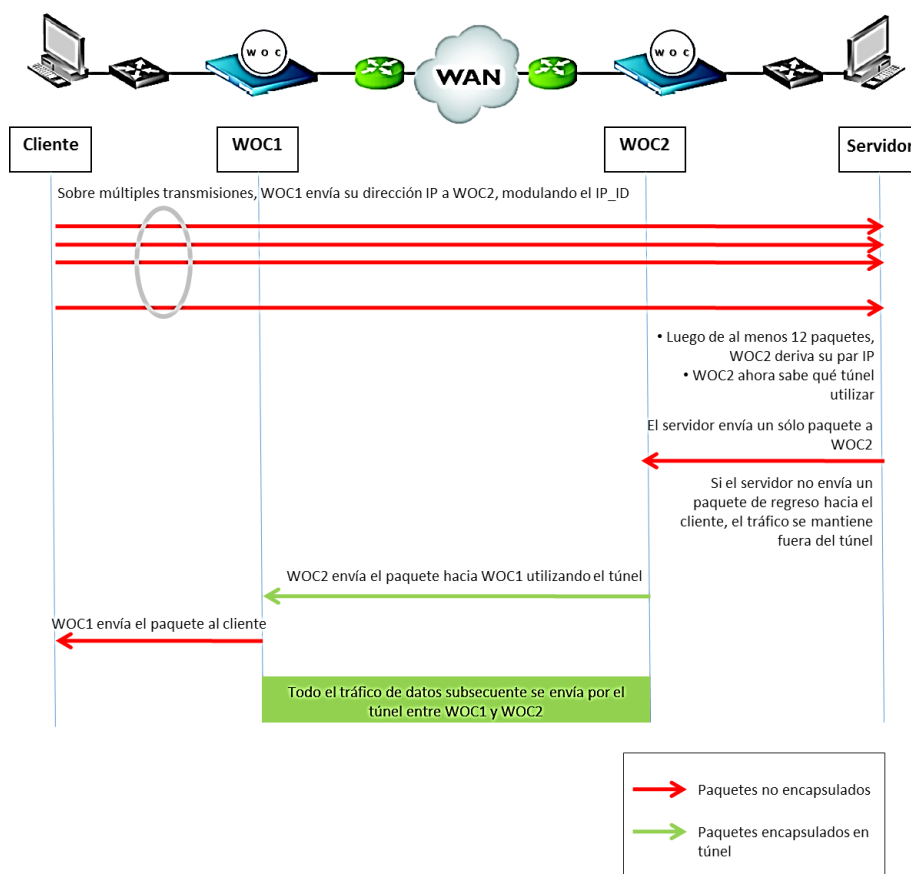 W O C
WAN
W O C
Cliente
WOC1
WOC2
Servidor
Sobre múltiples transmisiones, WOC1 envía su dirección IP a WOC2, modulando el IP_ID
• Luego de al menos 12 paquetes,
WOC2 deriva su par IP
• WOC2 ahora sabe qué túnel
utilizar
El servidor envía un sólo paquete a
WOC2
Si el servidor no envía un
paquete de regreso hacia el
cliente, el tráfico se mantiene
fuera del túnel
WOC2 envía el paquete hacia WOC1 utilizando el túnel
WOC1 envía el paquete al cliente
Todo el tráfico de datos subsecuente se envía por el
túnel entre WOC1 y WOC2
Paquetes no encapsulados
Paquetes encapsulados en
túnel